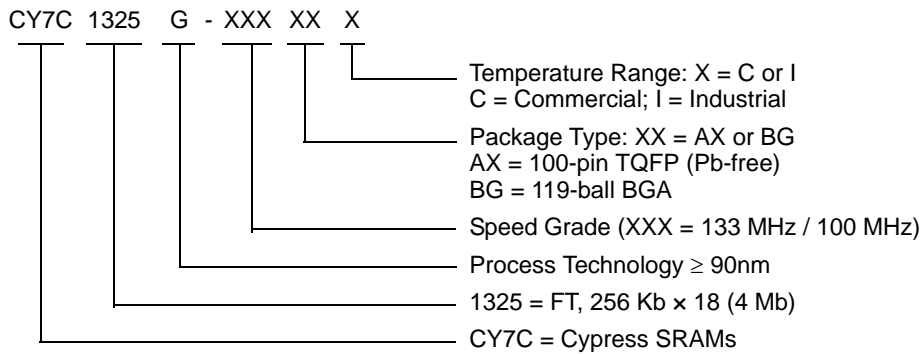 CY7C 1325 G - XXX XX X
Temperature Range: X = C or I
C = Commercial; I = Industrial
Package Type: XX = AX or BG
AX = 100-pin TQFP (Pb-free)
BG = 119-ball BGA
Speed Grade (XXX = 133 MHz / 100 MHz)
Process Technology ≥ 90nm
1325 = FT, 256 Kb × 18 (4 Mb)
CY7C = Cypress SRAMs